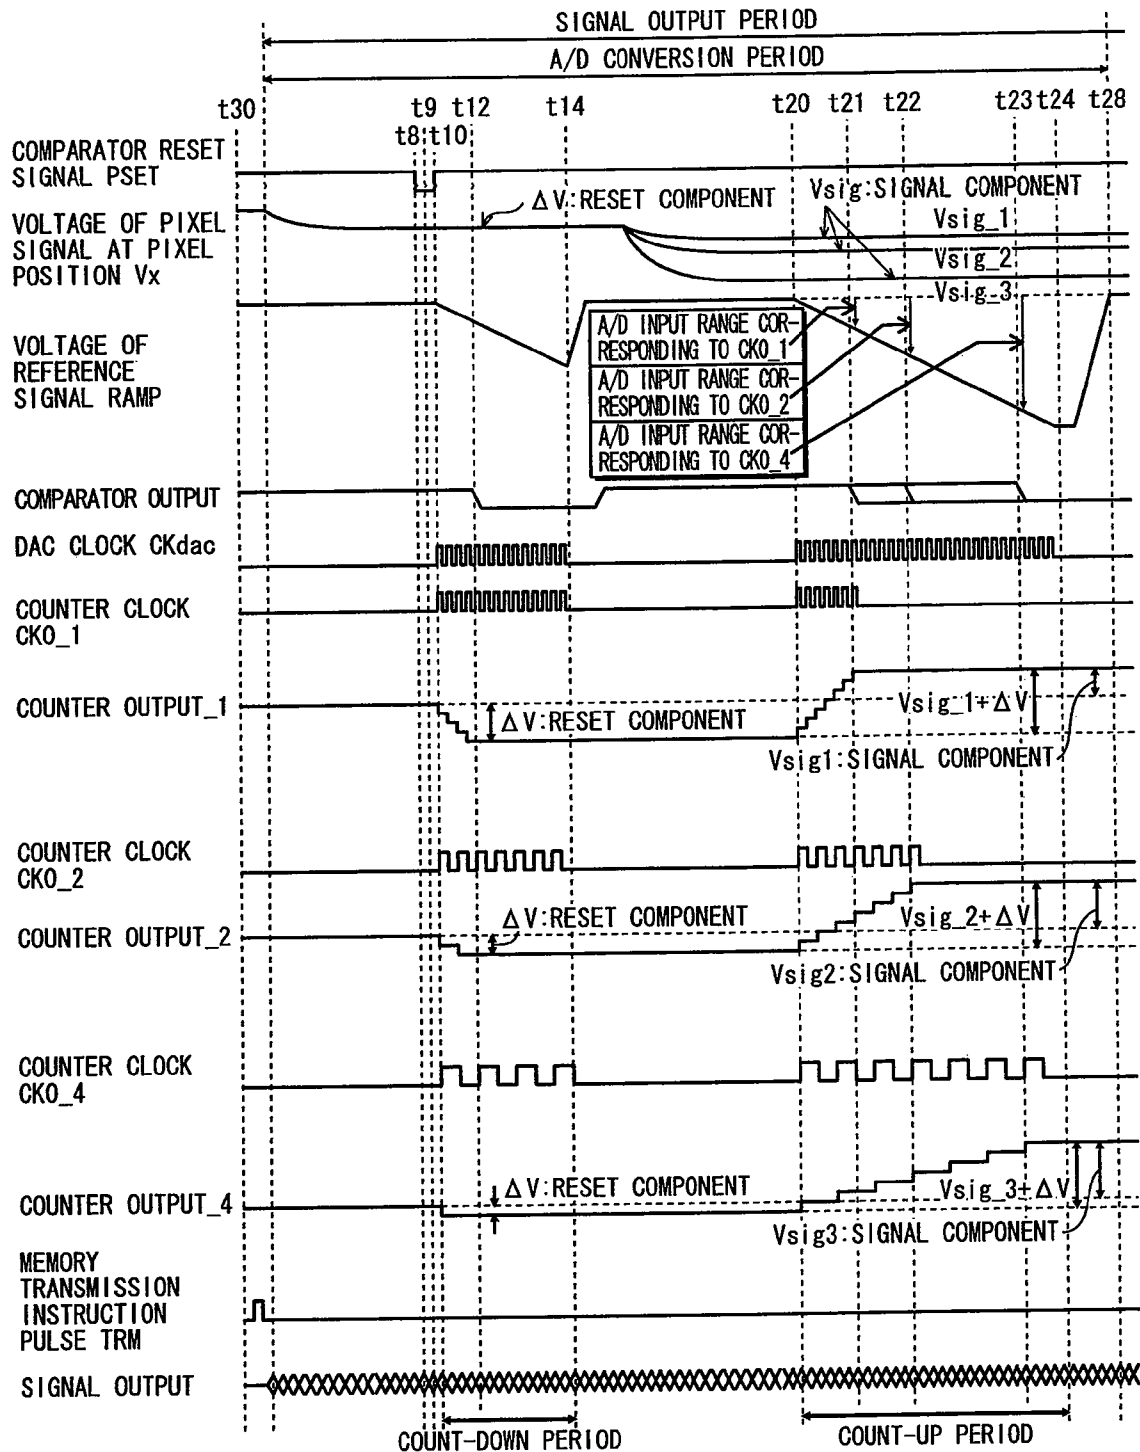 SIGNAL OUTPUT PERIOD
A/D CONVERSION PERIOD
t30 t9 t12 t14 t20 t21 t22 t23 t24 t28
t8 t10
COMPARATOR RESET
SIGNAL PSET
ΔV:RESET COMPONENT
Vsig:SIGNAL COMPONENT
VOLTAGE OF PIXEL
SIGNAL AT PIXEL
POSITION Vx
Vsig_1
Vsig_2
Vsig_3
VOLTAGE OF
REFERENCE
SIGNAL RAMP
A/D INPUT RANGE COR-
RESPONDING TO CK0_1
A/D INPUT RANGE COR-
RESPONDING TO CK0_2
A/D INPUT RANGE COR-
RESPONDING TO CK0_4
COMPARATOR OUTPUT
DAC CLOCK CKdac
COUNTER CLOCK
CK0_1
COUNTER OUTPUT_1
ΔV:RESET COMPONENT
Vsig_1+ΔV
Vsig1:SIGNAL COMPONENT
COUNTER CLOCK
CK0_2
COUNTER OUTPUT_2
ΔV:RESET COMPONENT
Vsig_2+ΔV
Vsig2:SIGNAL COMPONENT
COUNTER CLOCK
CK0_4
COUNTER OUTPUT_4
ΔV:RESET COMPONENT
Vsig_3+ΔV
Vsig3:SIGNAL COMPONENT
MEMORY
TRANSMISSION
INSTRUCTION
PULSE TRM
SIGNAL OUTPUT
COUNT-DOWN PERIOD
COUNT-UP PERIOD